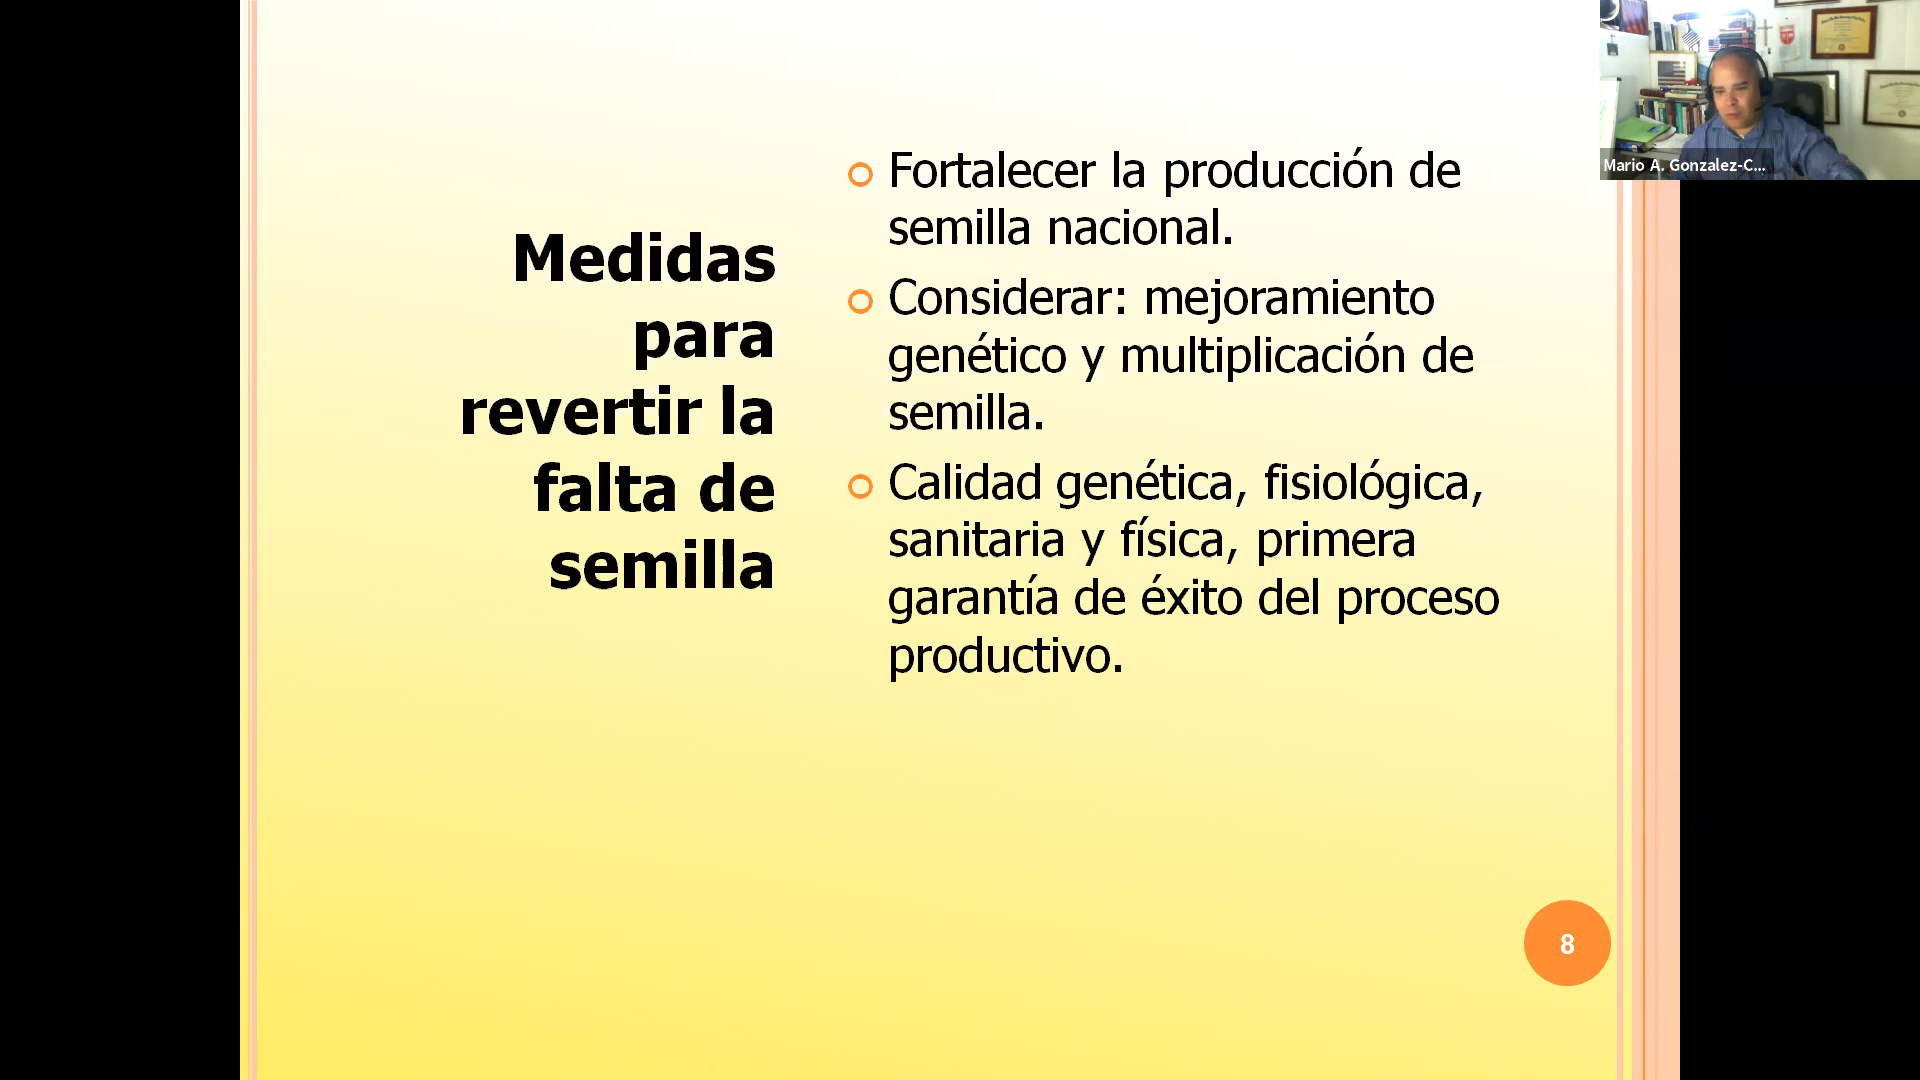 Medidas
para
revertir la
falta de
semilla
Fortalecer la producción de
semilla nacional.
Considerar: mejoramiento
genético y multiplicación de
semilla.
Calidad genética, fisiológica,
sanitaria y física, primera
garantía de éxito del proceso
productivo.
8
Mario A. Gonzalez-C...